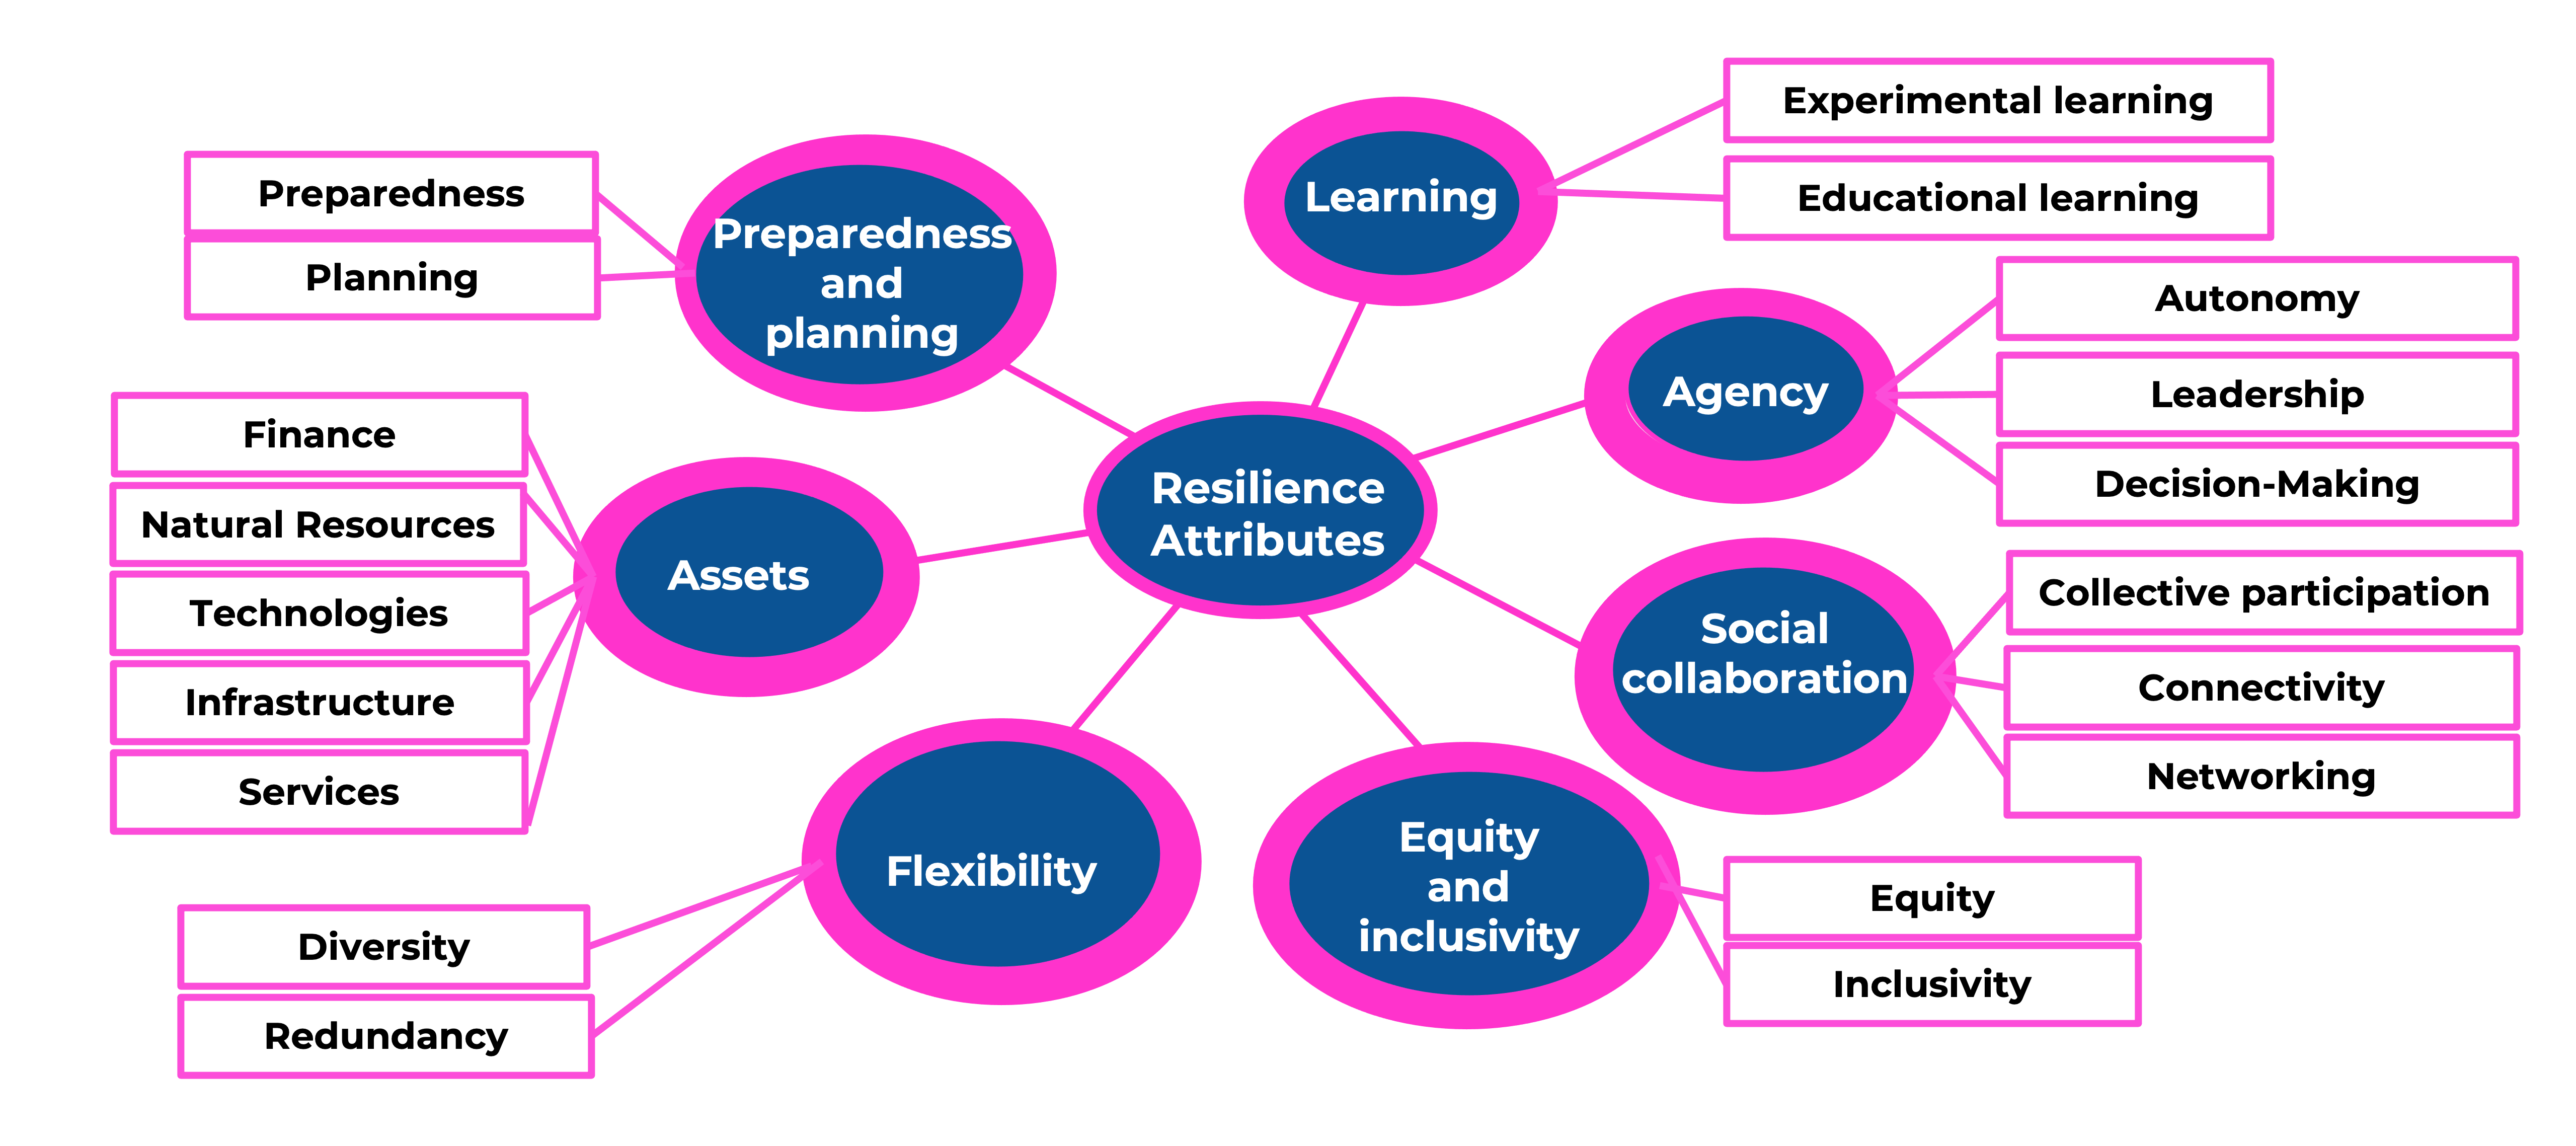 Resilience
Attributes
Learning
Experimental learning
Educational learning
Agency
Autonomy
Leadership
Decision-Making
Social
collaboration
Collective participation
Connectivity
Networking
Equity
and
inclusivity
Equity
Inclusivity
Flexibility
Diversity
Redundancy
Assets
Finance
Natural Resources
Technologies
Infrastructure
Services
Preparedness
and
planning
Preparedness
Planning